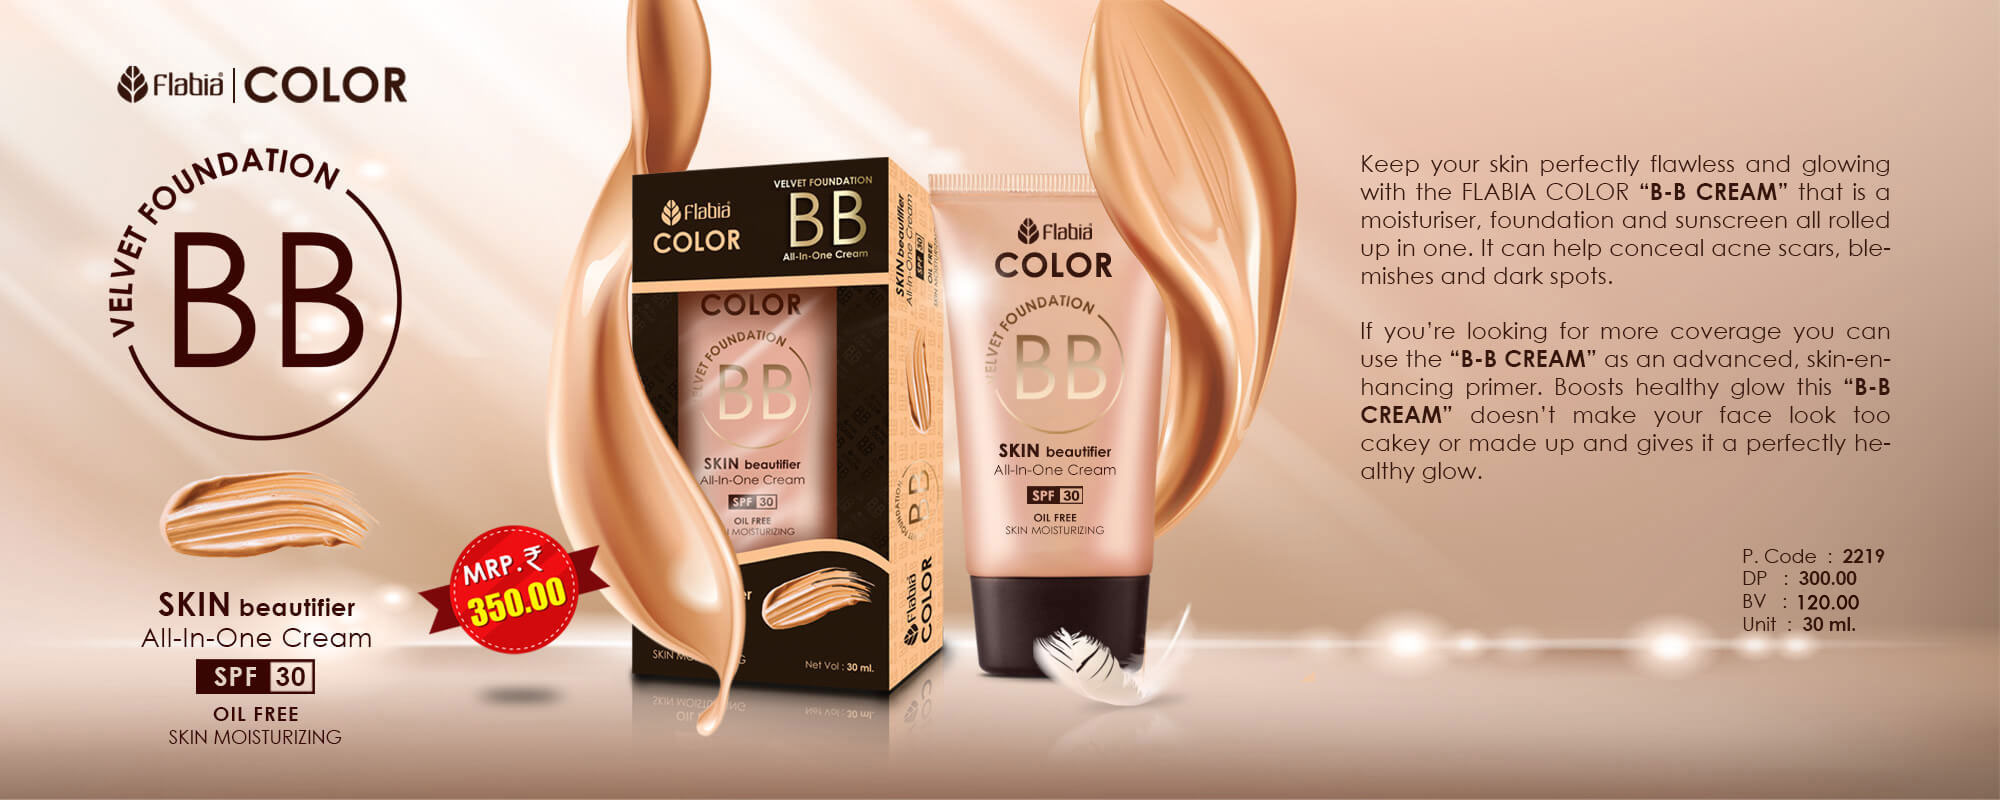 Flabia | COLOR
VELVET FOUNDATION
BB
SKIN beautifier
All-In-One Cream
SPF 30
OIL FREE
SKIN MOISTURIZING
MRP. ₹
350.00
VELVET FOUNDATION
Flabia
COLOR
BB
All-In-One Cream
COLOR
VELVET FOUNDATION
BB
SKIN beautifier
All-In-One Cream
SPF 30
OIL FREE
MOISTURIZING
Net Vol : 30 ml.
SKIN beautifier
All-In-One Cream
SPF 30
OIL FREE
SKIN MOISTURIZING
FOUNDATION
BB
Flabia
COLOR
Flabia
COLOR
VELVET FOUNDATION
BB
SKIN beautifier
All-In-One Cream
SPF 30
OIL FREE
SKIN MOISTURIZING
Keep your skin perfectly flawless and glowing
with the FLABIA COLOR “B-B CREAM” that is a
moisturiser, foundation and sunscreen all rolled
up in one. It can help conceal acne scars, ble-
mishes and dark spots.
If you’re looking for more coverage you can
use the “B-B CREAM” as an advanced, skin-en-
hancing primer. Boosts healthy glow this “B-B
CREAM” doesn’t make your face look too
cakey or made up and gives it a perfectly he-
althy glow.
P. Code : 2219
DP : 300.00
BV : 120.00
Unit : 30 ml.